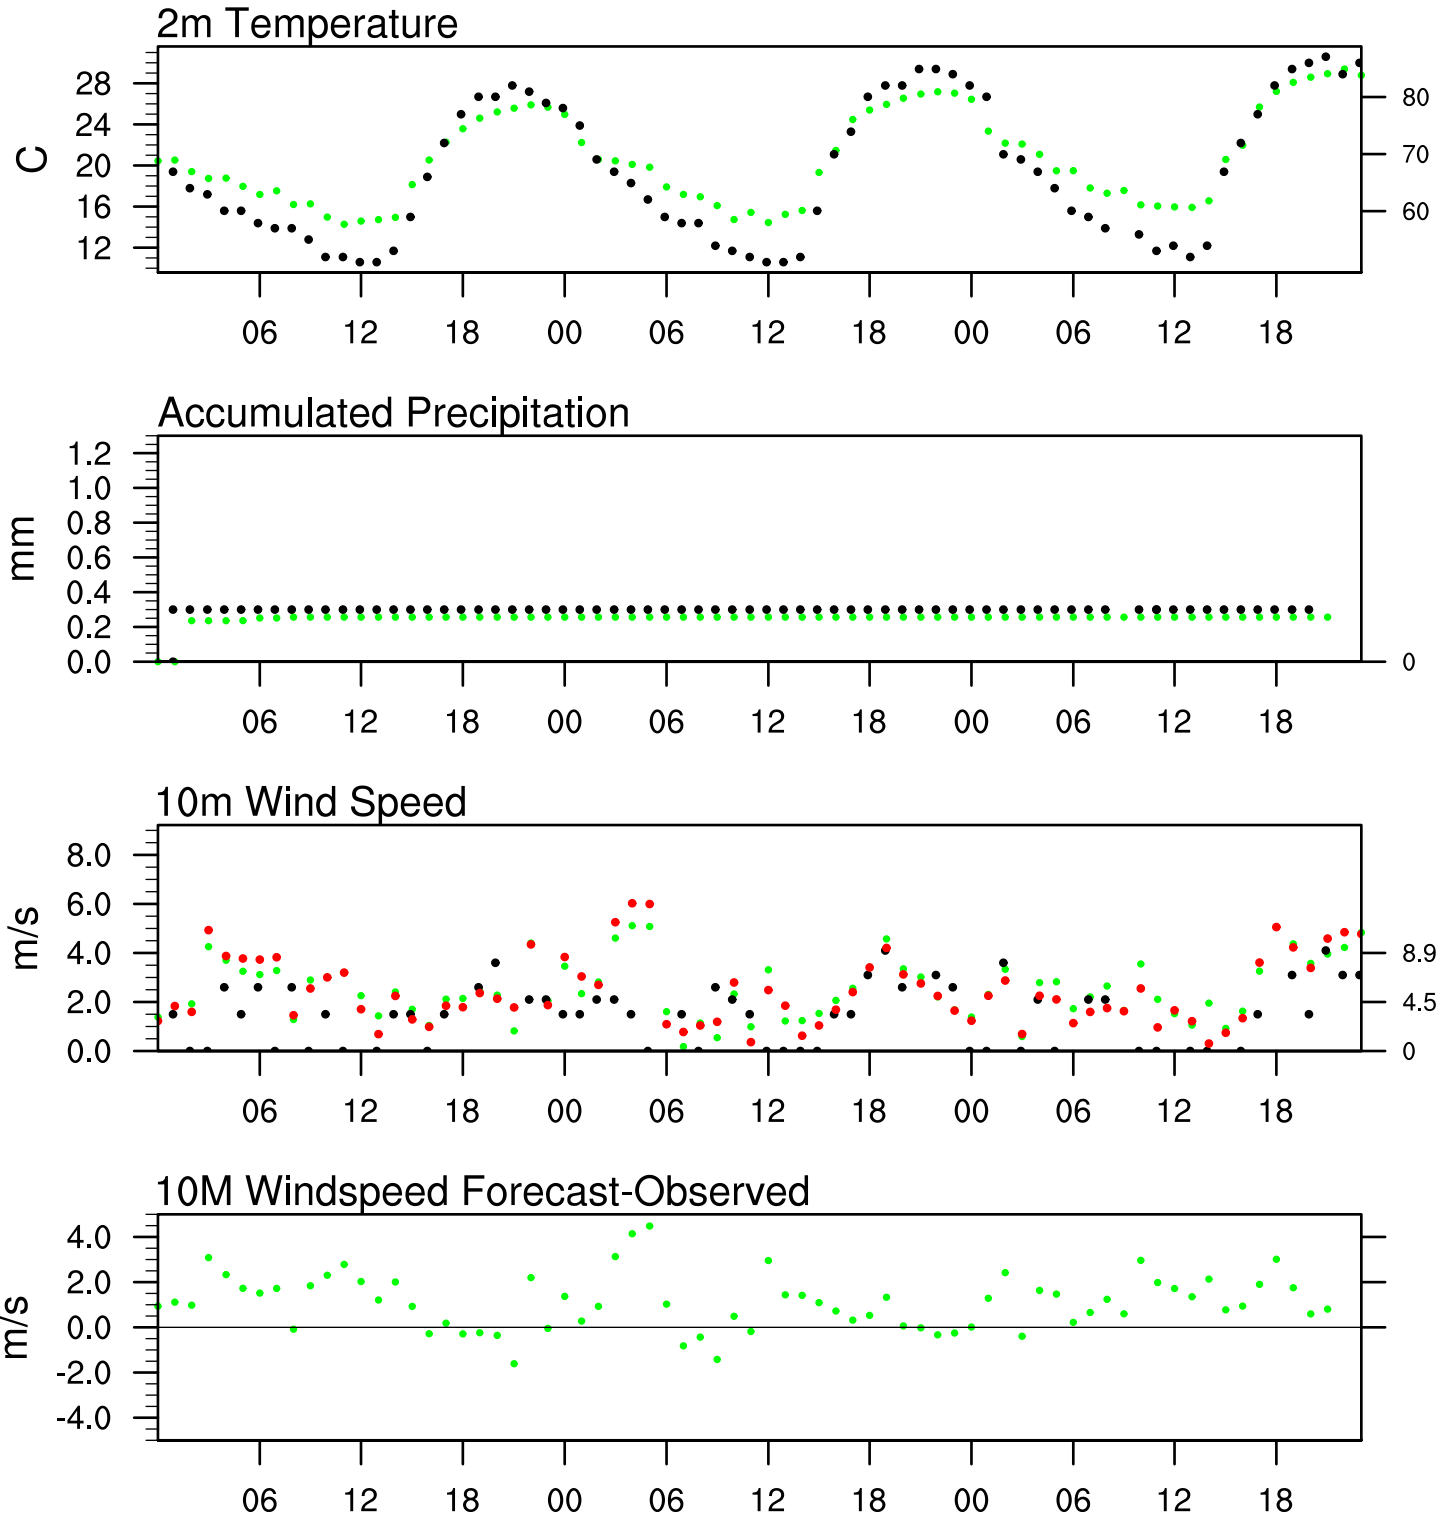 2m Temperature
28
24
20
16
12
C
80
70
60
06 12 18 00 06 12 18 00 06 12 18
Accumulated Precipitation
1.2
1.0
0.8
0.6
0.4
0.2
0.0
mm
0
06 12 18 00 06 12 18 00 06 12 18
10m Wind Speed
8.0
6.0
4.0
2.0
0.0
m/s
8.9
4.5
0
06 12 18 00 06 12 18 00 06 12 18
10M Windspeed Forecast-Observed
4.0
2.0
0.0
-2.0
-4.0
m/s
06 12 18 00 06 12 18 00 06 12 18